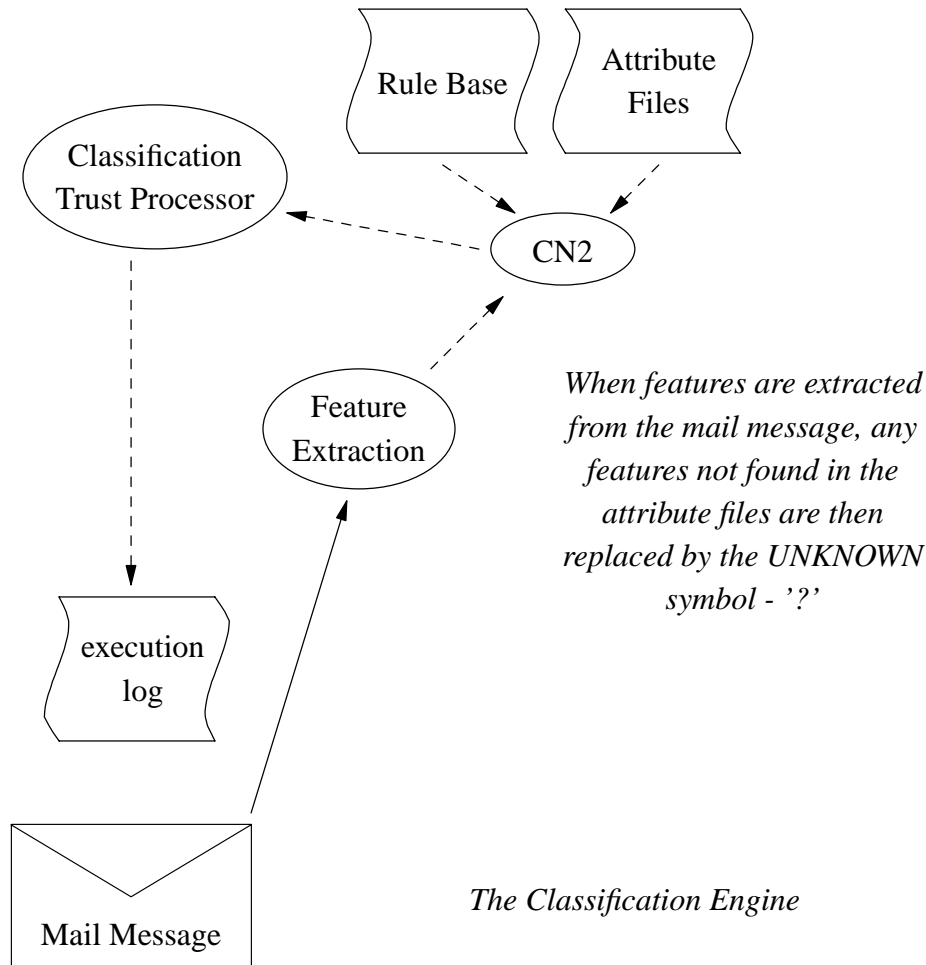 Rule Base
Attribute
Files
Classification
Trust Processor
CN2
Feature
Extraction
When features are extracted
from the mail message, any
features not found in the
attribute files are then
replaced by the UNKNOWN
symbol - ’?’
execution
log
Mail Message
The Classification Engine